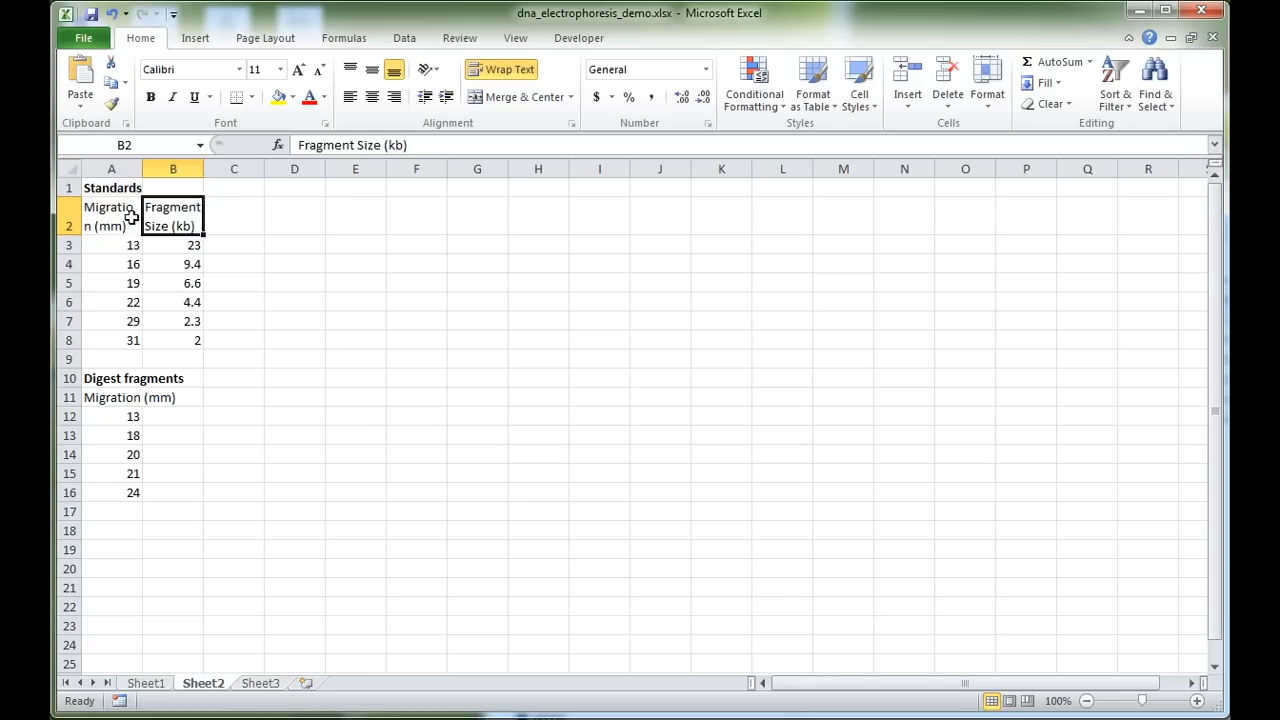 dna_electrophoresis_demo.xlsx - Microsoft Excel
File Home Insert Page Layout Formulas Data Review View Developer
Calibri 11 Wrap Text General AutoSum
Fill
Clear
Paste B I U Merge & Center $ % , Conditional Formatting Format as Table Cell Styles Insert Delete Format Sort & Filter Find & Select
Clipboard Font Alignment Number Styles Cells Editing
B2 fx Fragment Size (kb)
A B C D E F G H I J K L M N O P Q R
1 Standards
Migratio Fragment
2 n (mm) Size (kb)
3 13 23
4 16 9.4
5 19 6.6
6 22 4.4
7 29 2.3
8 31 2
9
10 Digest fragments
11 Migration (mm)
12 13
13 18
14 20
15 21
16 24
17
18
19
20
21
22
23
24
25
Sheet1 Sheet2 Sheet3
Ready 100%